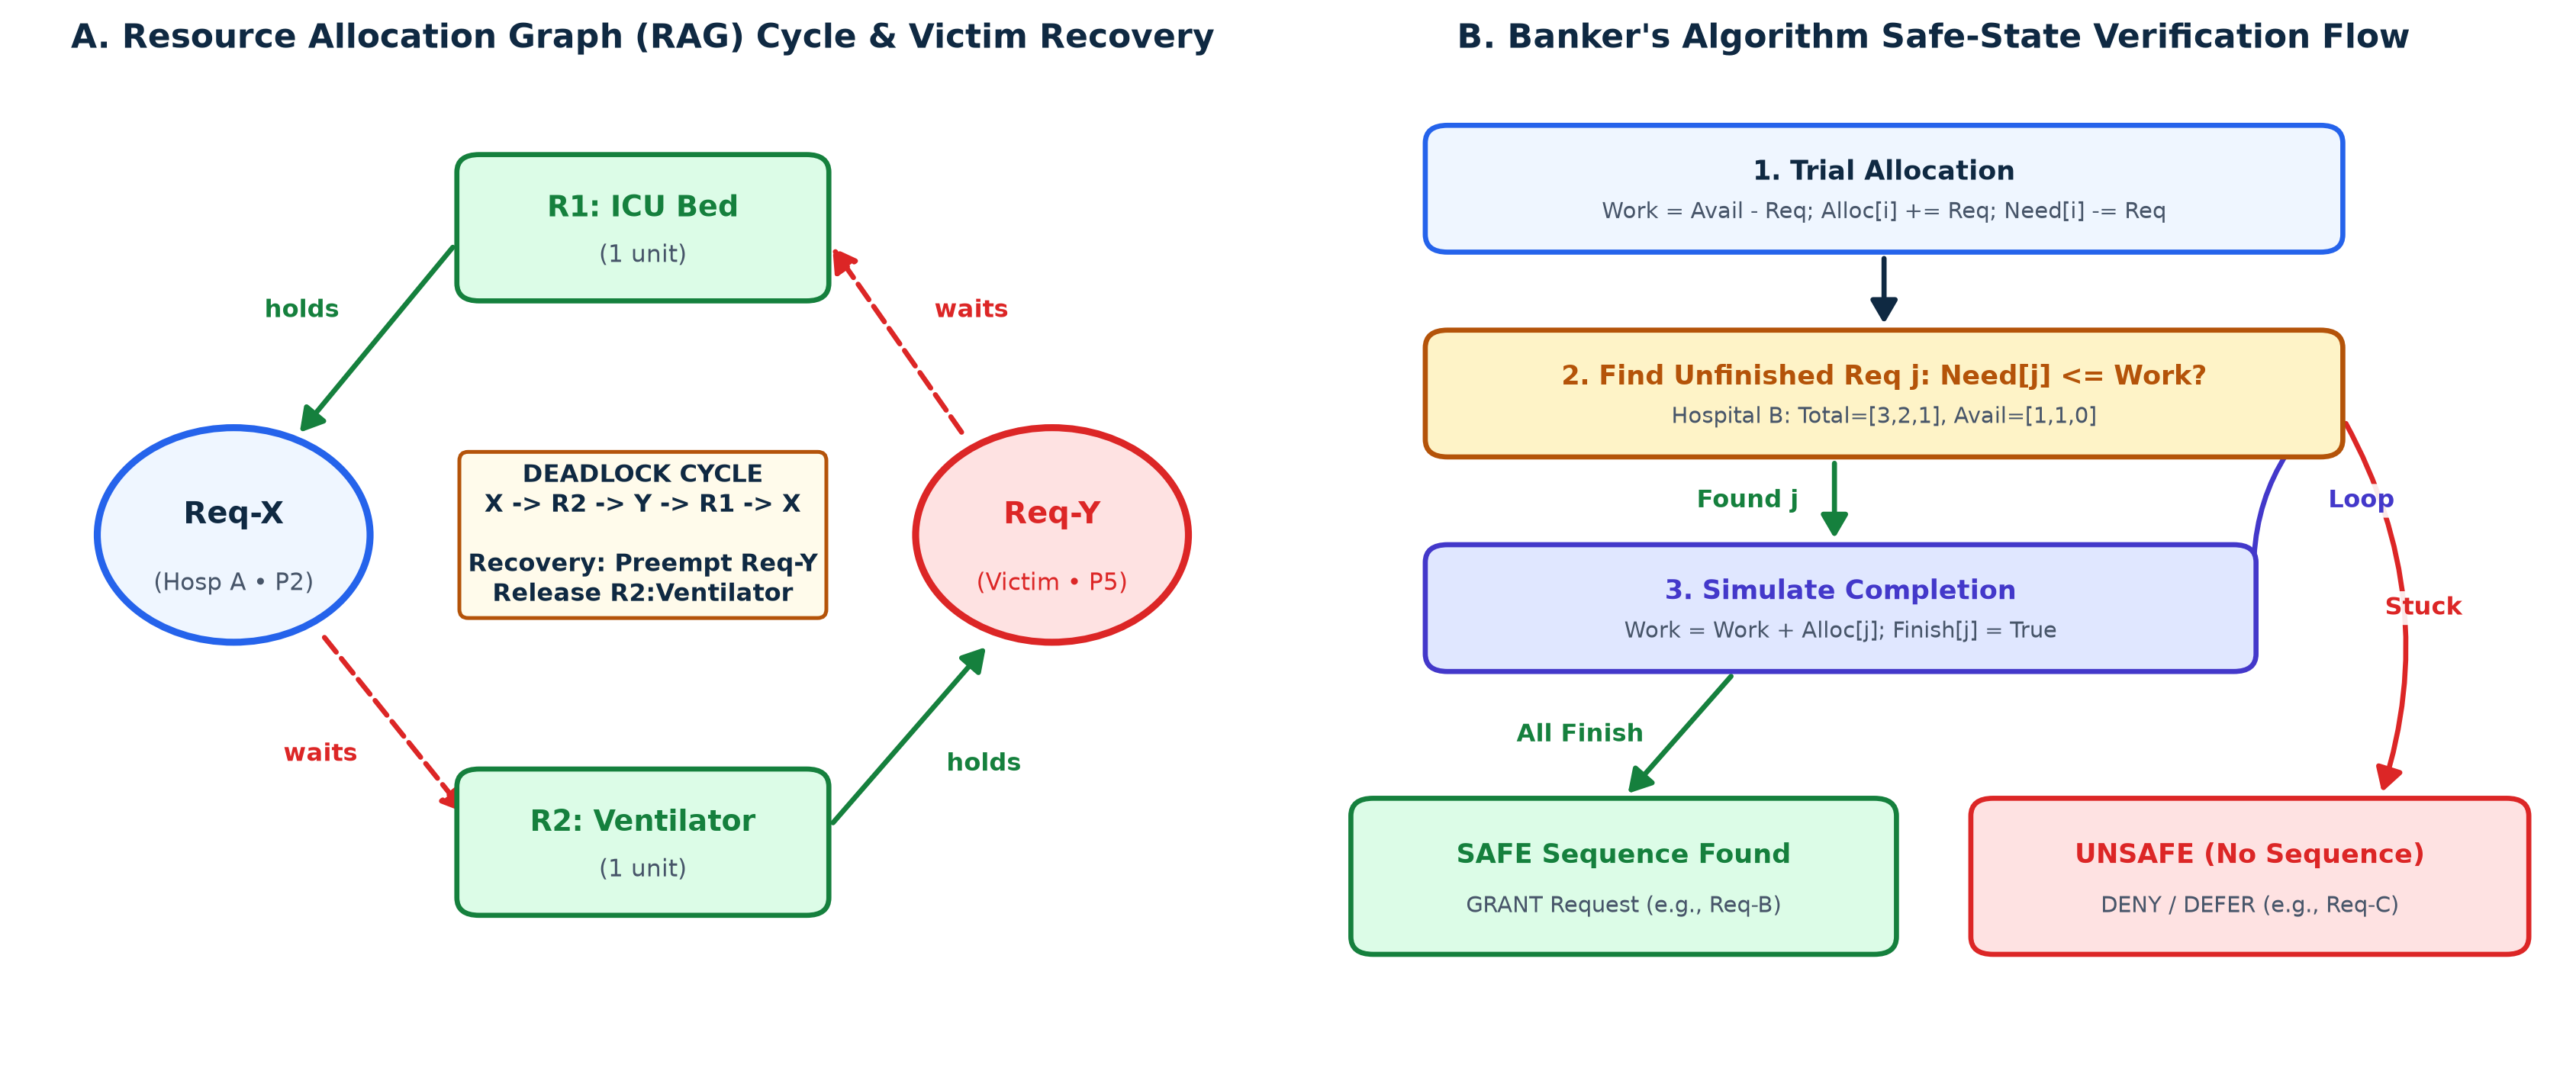 A. Resource Allocation Graph (RAG) Cycle & Victim Recovery
R1: ICU Bed
(1 unit)
holds
waits
Req-X
(Hosp A • P2)
DEADLOCK CYCLE
X -> R2 -> Y -> R1 -> X
Recovery: Preempt Req-Y
Release R2:Ventilator
Req-Y
(Victim • P5)
waits
holds
R2: Ventilator
(1 unit)
B. Banker's Algorithm Safe-State Verification Flow
1. Trial Allocation
Work = Avail - Req; Alloc[i] += Req; Need[i] -= Req
2. Find Unfinished Req j: Need[j] <= Work?
Hospital B: Total=[3,2,1], Avail=[1,1,0]
Found j
Loop
3. Simulate Completion
Work = Work + Alloc[j]; Finish[j] = True
Stuck
All Finish
SAFE Sequence Found
GRANT Request (e.g., Req-B)
UNSAFE (No Sequence)
DENY / DEFER (e.g., Req-C)